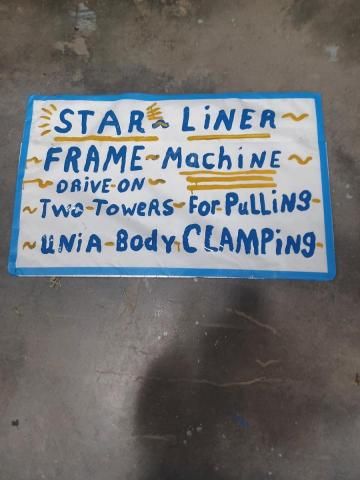 STAR~LiNER~
~FRAME~MAchiNE~
~DRIVE-ON~
~Two-TowERS-FoR-PuLLiNg-
~uNiA-Body-CLAMPiNg-